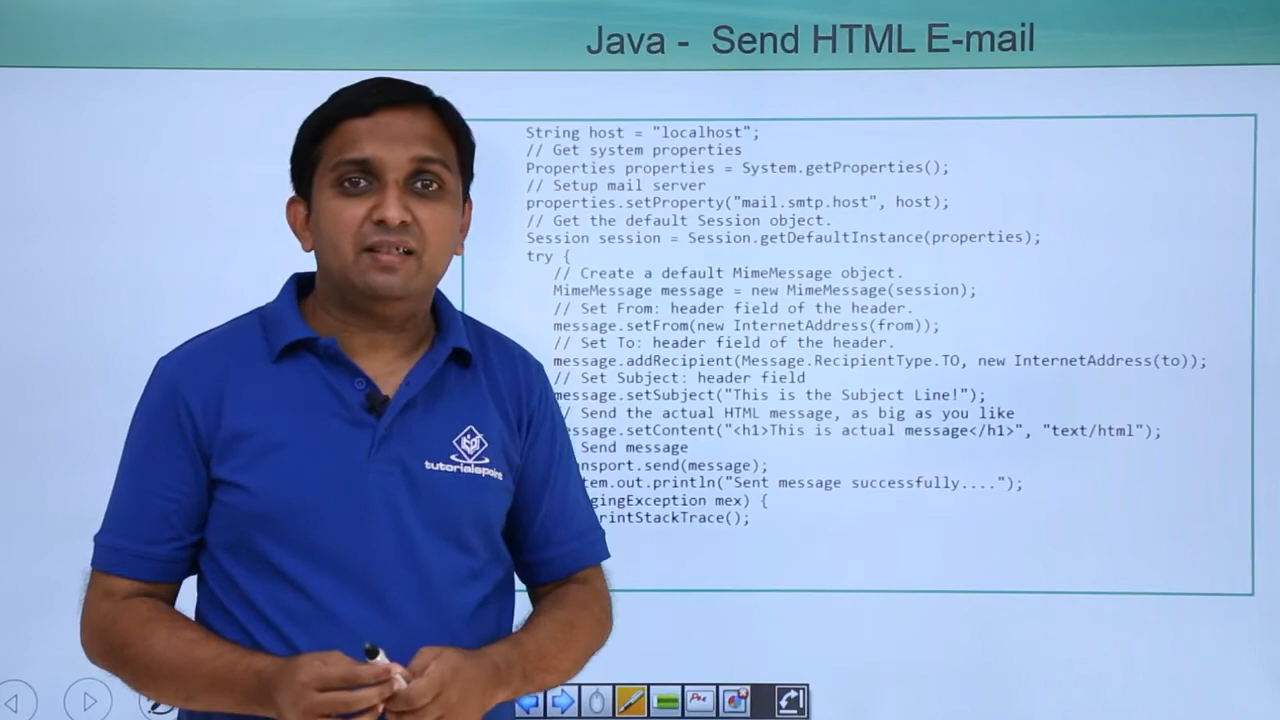 Java - Send HTML E-mail
String host = "localhost";
// Get system properties
Properties properties = System.getProperties();
// Setup mail server
properties.setProperty("mail.smtp.host", host);
// Get the default Session object.
Session session = Session.getDefaultInstance(properties);
try {
// Create a default MimeMessage object.
MimeMessage message = new MimeMessage(session);
// Set From: header field of the header.
message.setFrom(new InternetAddress(from));
// Set To: header field of the header.
message.addRecipient(Message.RecipientType.TO, new InternetAddress(to));
// Set Subject: header field
message.setSubject("This is the Subject Line!");
/ Send the actual HTML message, as big as you like
essage.setContent("<h1>This is actual message</h1>", "text/html");
Send message
nsport.send(message);
tem.out.println("Sent message successfully....");
gingException mex) {
rintStackTrace();
tutorialspoint